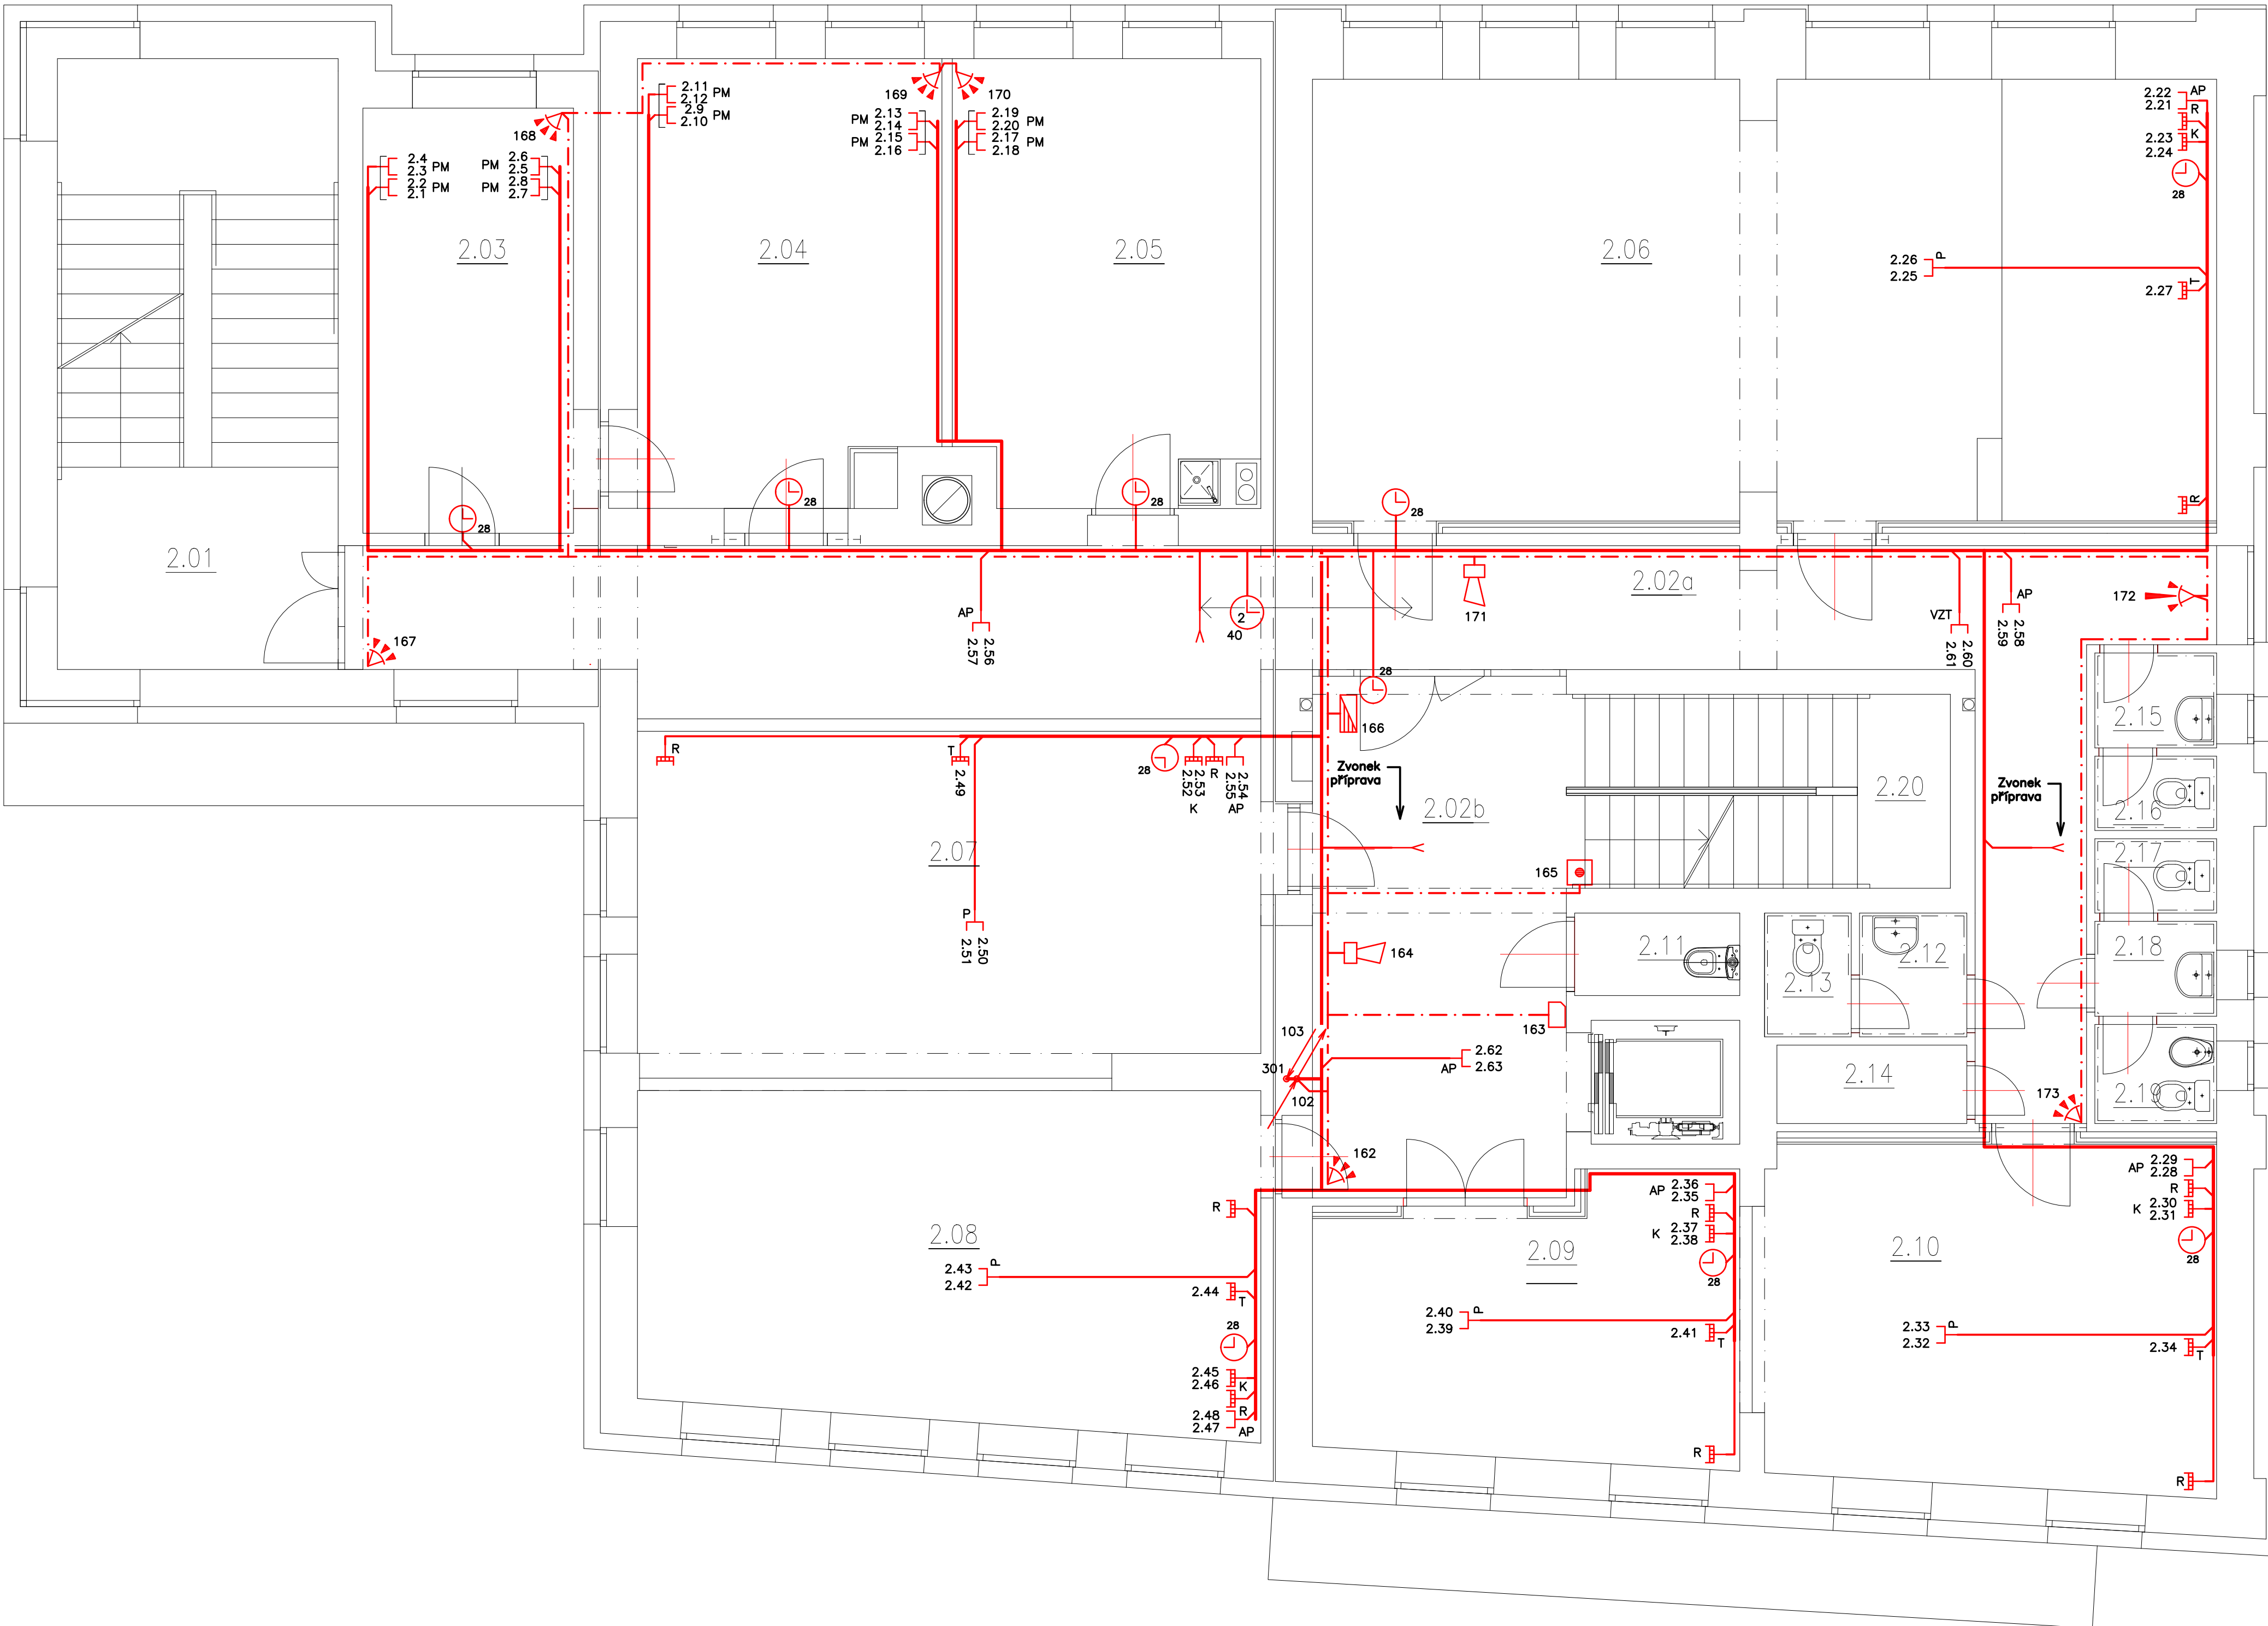 2.11 PM
2.12
2.9 PM
2.10
169
170
PM 2.13
2.14
PM 2.15
2.16
2.19
2.20 PM
2.17
2.18 PM
2.22 AP
2.21
R
K
2.23
2.24
28
168
2.4
2.3 PM
2.2 PM
2.1
PM 2.6
2.5
PM 2.8
2.7
2.03
2.04
2.05
2.06
2.26 P
2.25
2.27 T
R
28
28
28
28
2.01
2.02a
167
AP
2.56
2.57
2
40
171
VZT
2.60
2.61
AP
2.58
2.59
172
28
166
2.15
R
T
2.49
28
2.53
2.52
K
R
2.54
2.55
AP
Zvonek
příprava
2.02b
2.20
Zvonek
příprava
2.16
2.07
2.17
165
P
2.50
2.51
164
2.11
2.13
2.12
2.18
163
103
301
102
2.62
AP 2.63
2.14
2.19
173
162
R
2.08
2.43 P
2.42
2.44
T
28
2.45
2.46 K
R
2.48
2.47 AP
AP 2.36
2.35
R
K 2.37
2.38
28
2.09
2.40 P
2.39
2.41
T
R
AP 2.29
2.28
R
K 2.30
2.31
28
2.10
2.33 P
2.32
2.34
T
R